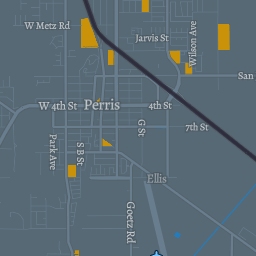 W Metz Rd
Jarvis St
Wilson Ave
San
W 4th St
Perris
4th St
G St
7th St
Park Ave
S B St
Ellis
Goetz Rd